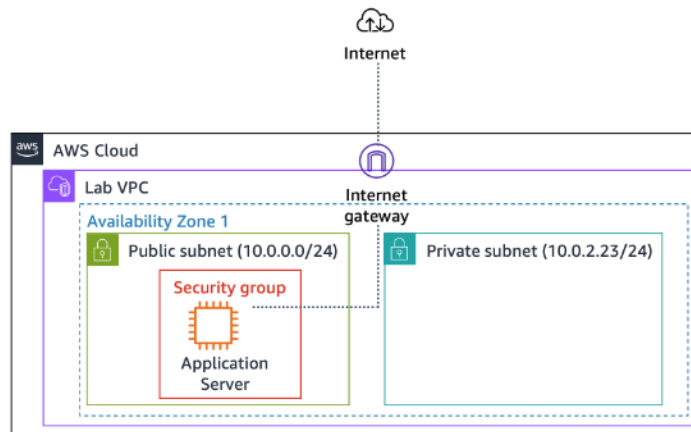 Internet
aws
AWS Cloud
Lab VPC
Internet
gateway
Availability Zone 1
Public subnet (10.0.0.0/24)
Private subnet (10.0.2.23/24)
Security group
Application
Server